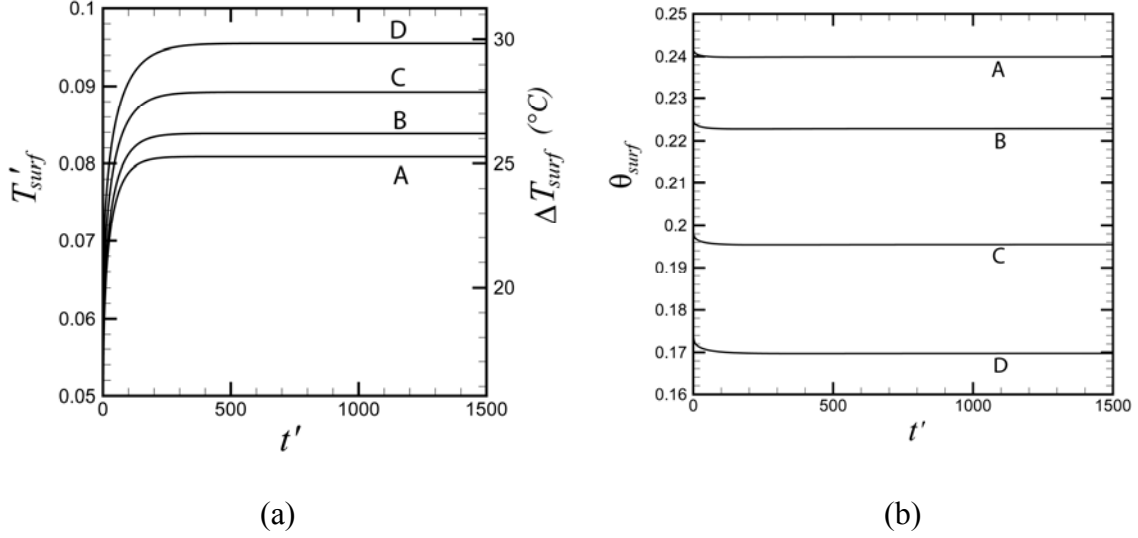 0.1
0.09
0.08
0.07
0.06
0.05
T'surf
D
C
B
A
30
25
20
ΔTsurf (°C)
0 500 1000 1500
t'
(a)
0.24
0.23
0.22
0.21
0.2
0.19
0.18
0.17
0.16
θsurf
A
B
C
D
0 500 1000 1500
t'
(b)